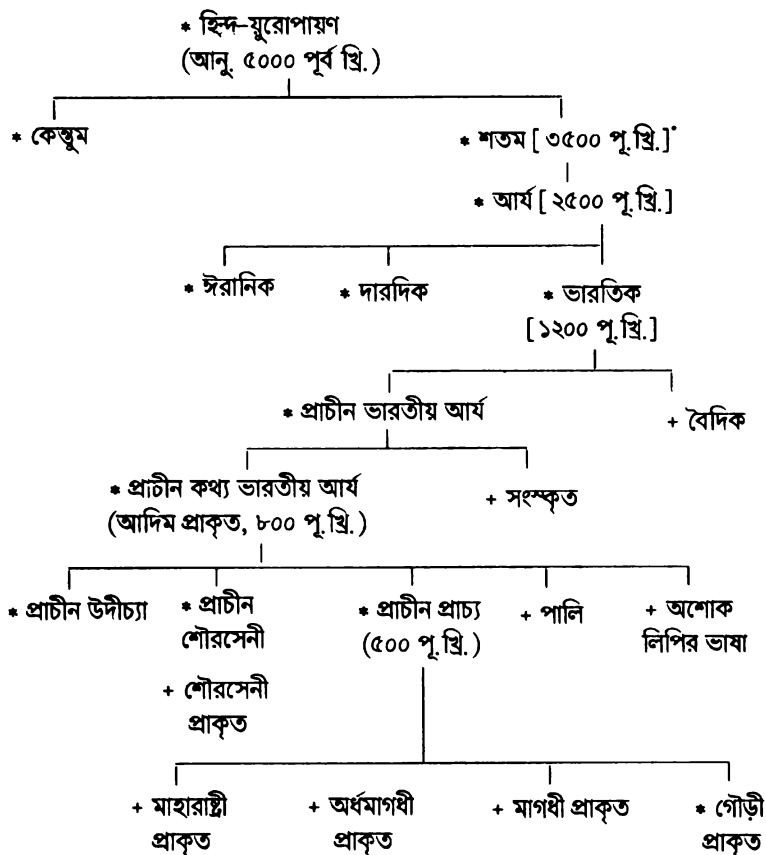 * হিন্দ-য়ুরোপায়ণ
(আনু. ৫০০০ পূর্ব খ্রি.)
* কেন্তুম
* শতম [ ৩৫০০ পূ.খ্রি.]*
* আর্য [ ২৫০০ পূ.খ্রি.]
* ঈরানিক
* দারদিক
* ভারতিক
[ ১২০০ পূ.খ্রি.]
* প্রাচীন ভারতীয় আর্য
+ বৈদিক
* প্রাচীন কথ্য ভারতীয় আর্য
(আদিম প্রাকৃত, ৮০০ পূ.খ্রি.)
+ সংস্কৃত
* প্রাচীন উদীচ্যা
* প্রাচীন
শৌরসেনী
+ শৌরসেনী
প্রাকৃত
* প্রাচীন প্রাচ্য
(৫০০ পূ.খ্রি.)
+ পালি
+ অশোক
লিপির ভাষা
+ মাহারাষ্ট্রী
প্রাকৃত
+ অর্ধমাগধী
প্রাকৃত
+ মাগধী প্রাকৃত
* গৌড়ী
প্রাকৃত